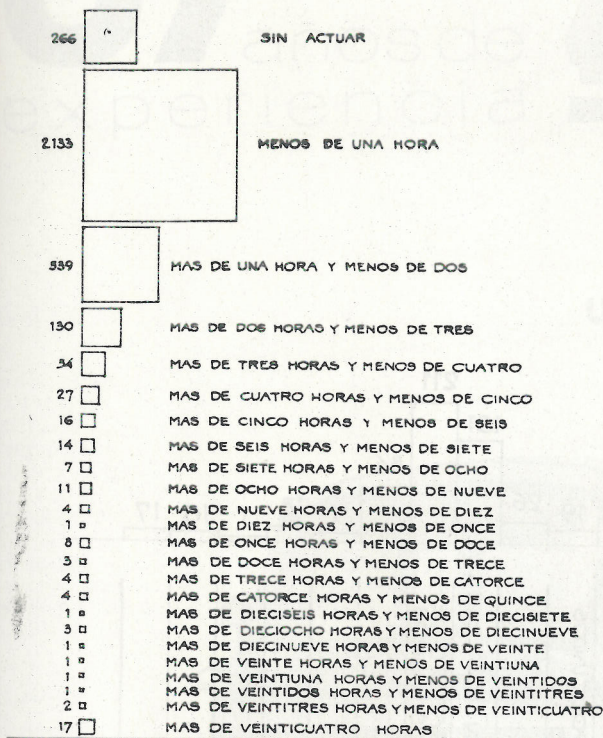 266 SIN ACTUAR
2133 MENOS DE UNA HORA
539 MAS DE UNA HORA Y MENOS DE DOS
130 MAS DE DOS HORAS Y MENOS DE TRES
34 MAS DE TRES HORAS Y MENOS DE CUATRO
27 MAS DE CUATRO HORAS Y MENOS DE CINCO
16 MAS DE CINCO HORAS Y MENOS DE SEIS
14 MAS DE SEIS HORAS Y MENOS DE SIETE
7 MAS DE SIETE HORAS Y MENOS DE OCHO
11 MAS DE OCHO HORAS Y MENOS DE NUEVE
4 MAS DE NUEVE HORAS Y MENOS DE DIEZ
1 MAS DE DIEZ HORAS Y MENOS DE ONCE
8 MAS DE ONCE HORAS Y MENOS DE DOCE
3 MAS DE DOCE HORAS Y MENOS DE TRECE
4 MAS DE TRECE HORAS Y MENOS DE CATORCE
4 MAS DE CATORCE HORAS Y MENOS DE QUINCE
1 MAS DE DIECISEIS HORAS Y MENOS DE DIECISIETE
3 MAS DE DIECIOCHO HORAS Y MENOS DE DIECINUEVE
1 MAS DE DIECINUEVE HORAS Y MENOS DE VEINTE
1 MAS DE VEINTE HORAS Y MENOS DE VEINTIUNA
1 MAS DE VEINTIUNA HORAS Y MENOS DE VEINTIDOS
1 MAS DE VEINTIDOS HORAS Y MENOS DE VEINTITRES
2 MAS DE VEINTITRES HORAS Y MENOS DE VEINTICUATRO
17 MAS DE VEINTICUATRO HORAS